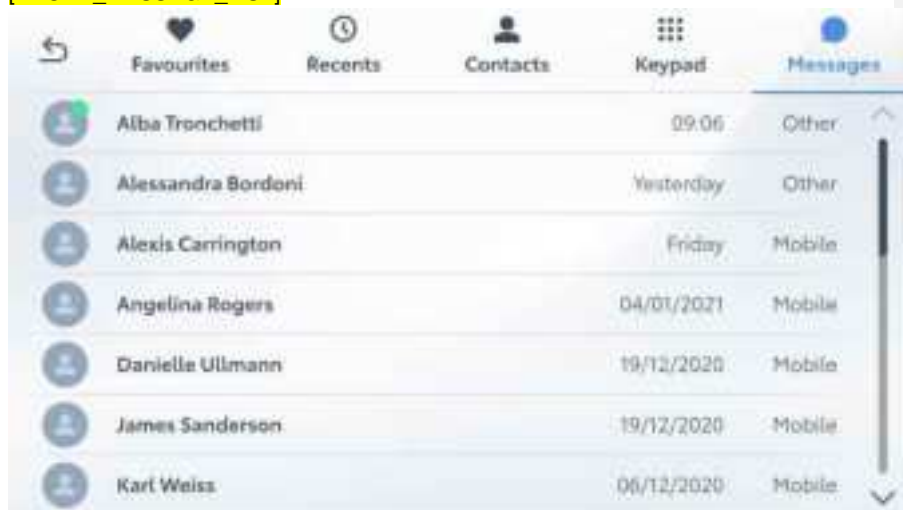 Favourites Recents Contacts Keypad Messages
Alba Tronchetti 09:06 Other
Alessandra Bordoni Yesterday Other
Alexis Carrington Friday Mobile
Angelina Rogers 04/01/2021 Mobile
Danielle Ullmann 19/12/2020 Mobile
James Sanderson 19/12/2020 Mobile
Karl Weiss 06/12/2020 Mobile